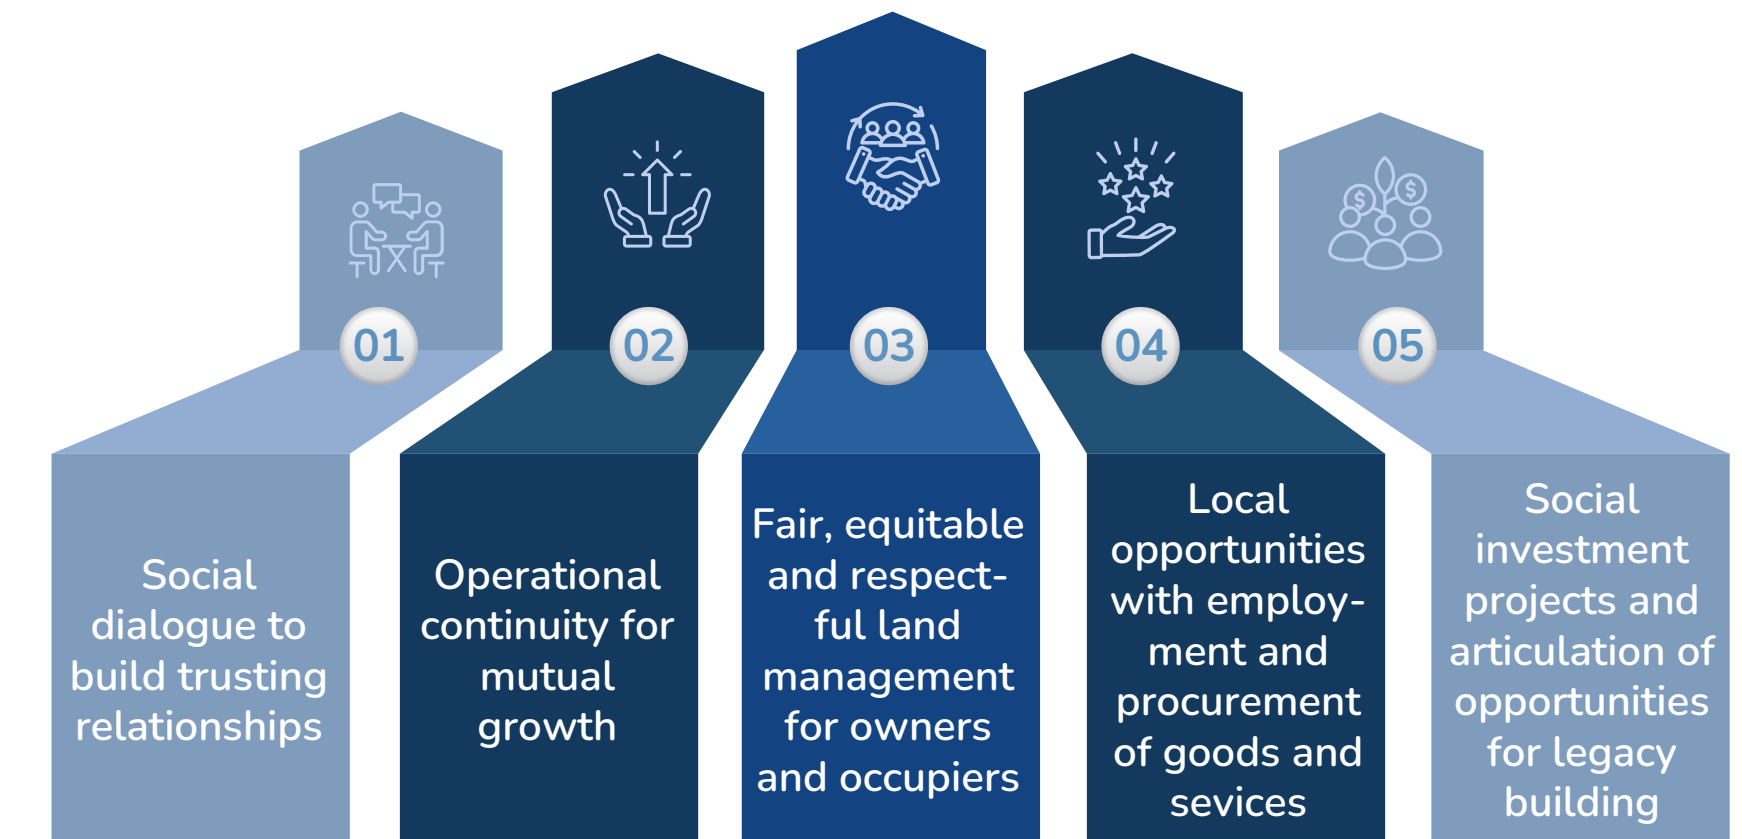 01
02
03
04
05
Social
dialogue to
build trusting
relationships
Operational
continuity for
mutual
growth
Fair, equitable
and respect-
ful land
management
for owners
and occupiers
Local
opportunities
with employ-
ment and
procurement
of goods and
sevices
Social
investment
projects and
articulation of
opportunities
for legacy
building